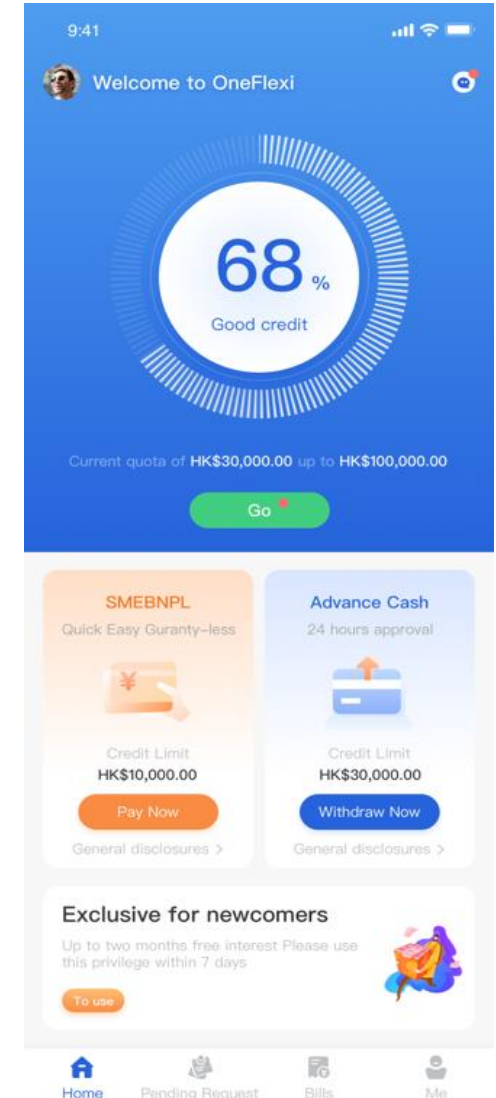 9:41
Welcome to OneFlexi
68 %
Good credit
Current quota of HK$30,000.00 up to HK$100,000.00
Go
SMEBNPL
Quick Easy Guranty-less
¥
Credit Limit
HK$10,000.00
Pay Now
General disclosures >
Advance Cash
24 hours approval
Credit Limit
HK$30,000.00
Withdraw Now
General disclosures >
Exclusive for newcomers
Up to two months free interest Please use
this privilege within 7 days
To use
Home
Pending Request
Bills
Me